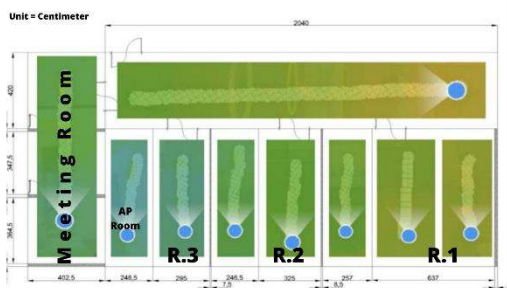 Unit = Centimeter
2040
420
347,5
364,5
Meeting Room
AP
Room
R.3
R.2
R.1
402,5
248,5
295
246,5
325
257
637
7,5
8,5